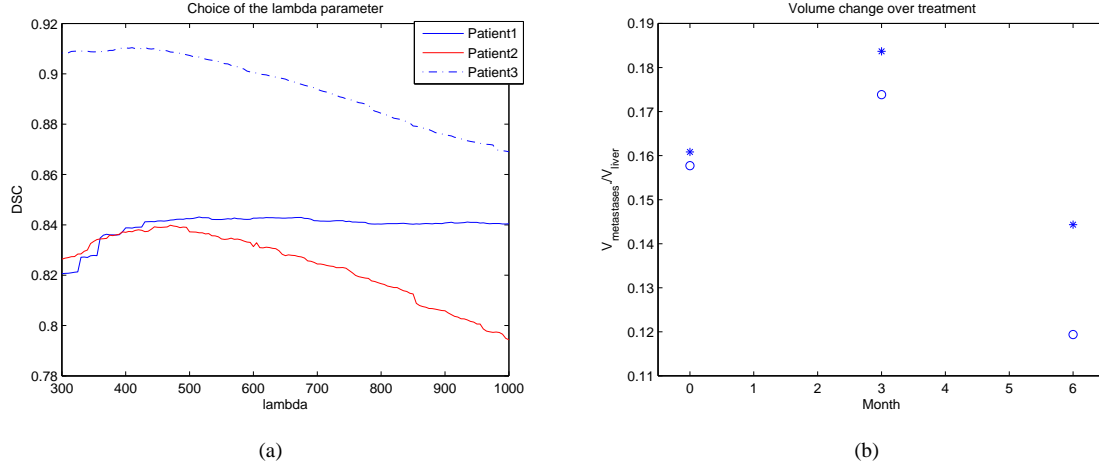 Choice of the lambda parameter
0.92
0.9
0.88
0.86
0.84
0.82
0.8
0.78
DSC
Patient1
Patient2
Patient3
300 400 500 600 700 800 900 1000
lambda
(a)
Volume change over treatment
0.19
0.18
0.17
0.16
0.15
0.14
0.13
0.12
0.11
V_metastases/V_liver
0 1 2 3 4 5 6
Month
(b)